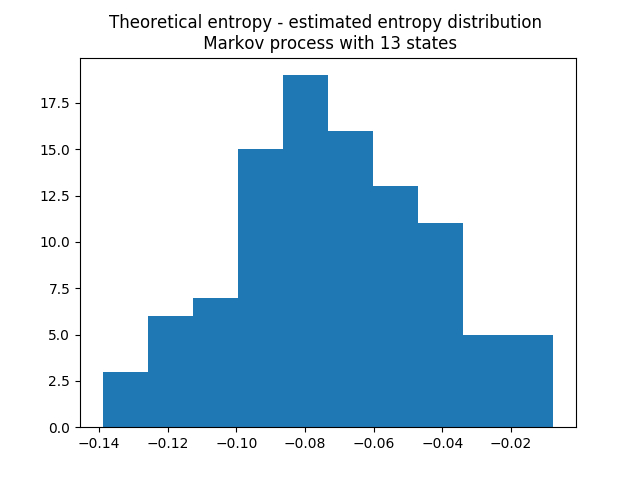 Theoretical entropy - estimated entropy distribution
Markov process with 13 states
17.5
15.0
12.5
10.0
7.5
5.0
2.5
0.0
−0.14 −0.12 −0.10 −0.08 −0.06 −0.04 −0.02